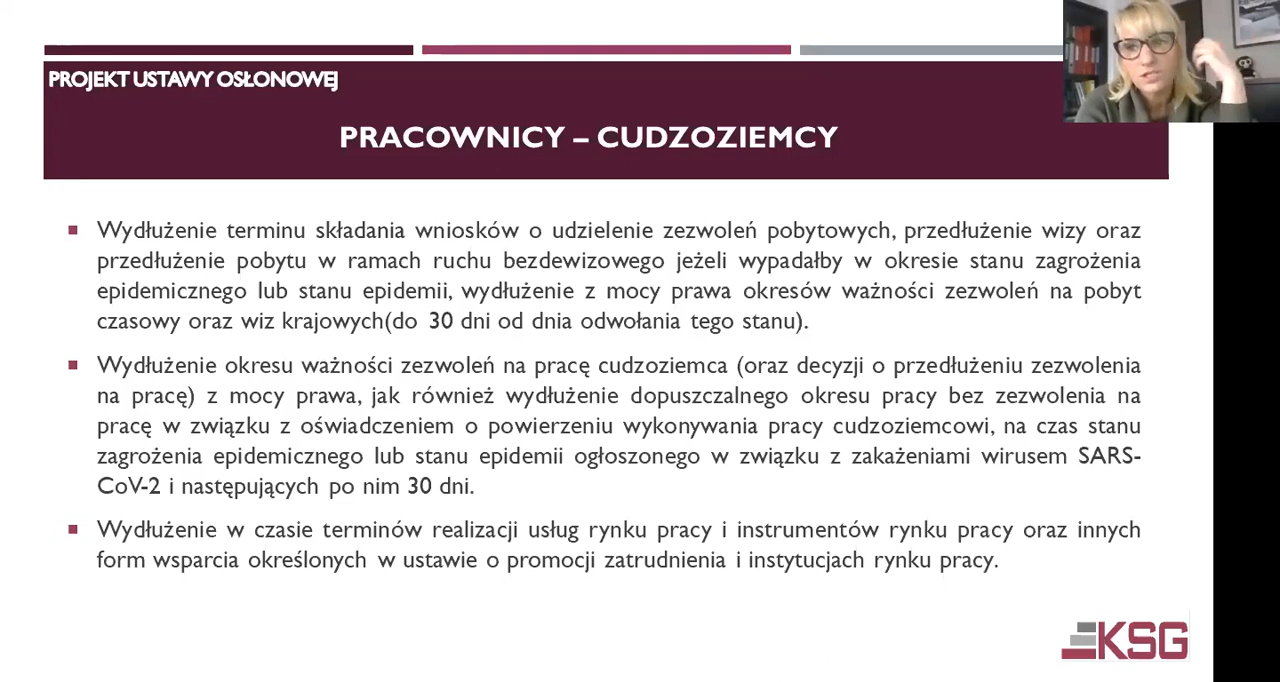 PROJEKT USTAWY OSŁONOWEJ
PRACOWNICY – CUDZOZIEMCY
Wydłużenie terminu składania wniosków o udzielenie zezwoleń pobytowych, przedłużenie wizy oraz
przedłużenie pobytu w ramach ruchu bezdewizowego jeżeli wypadałby w okresie stanu zagrożenia
epidemicznego lub stanu epidemii, wydłużenie z mocy prawa okresów ważności zezwoleń na pobyt
czasowy oraz wiz krajowych(do 30 dni od dnia odwołania tego stanu).
Wydłużenie okresu ważności zezwoleń na pracę cudzoziemca (oraz decyzji o przedłużeniu zezwolenia
na pracę) z mocy prawa, jak również wydłużenie dopuszczalnego okresu pracy bez zezwolenia na
pracę w związku z oświadczeniem o powierzeniu wykonywania pracy cudzoziemcowi, na czas stanu
zagrożenia epidemicznego lub stanu epidemii ogłoszonego w związku z zakażeniami wirusem SARS-
CoV-2 i następujących po nim 30 dni.
Wydłużenie w czasie terminów realizacji usług rynku pracy i instrumentów rynku pracy oraz innych
form wsparcia określonych w ustawie o promocji zatrudnienia i instytucjach rynku pracy.
KSG